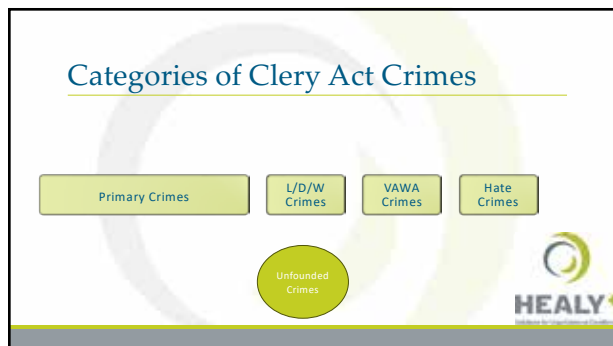 Categories of Clery Act Crimes
Primary Crimes
L/D/W
Crimes
VAWA
Crimes
Hate
Crimes
Unfounded
Crimes
HEALY+